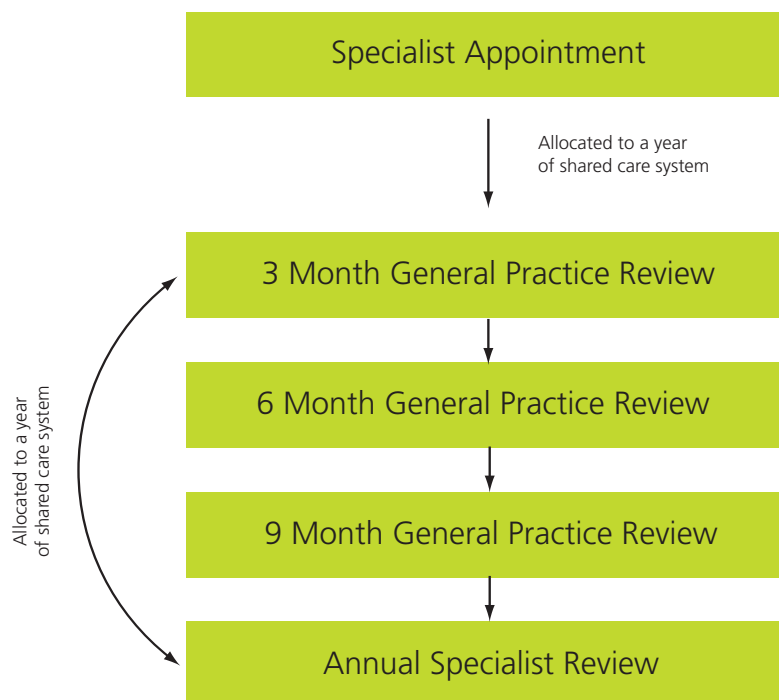 Specialist Appointment
Allocated to a year
of shared care system
3 Month General Practice Review
6 Month General Practice Review
Allocated to a year
of shared care system
9 Month General Practice Review
Annual Specialist Review